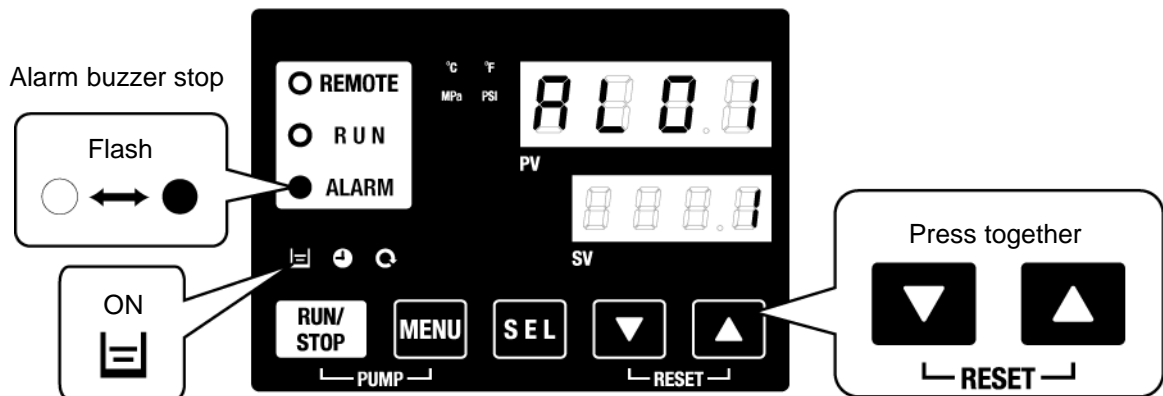 Alarm buzzer stop
Flash
ON
REMOTE
RUN
ALARM
°C °F
MPa PSI
AL01
PV
1
SV
RUN/
STOP
MENU
SEL
PUMP
RESET
Press together
RESET